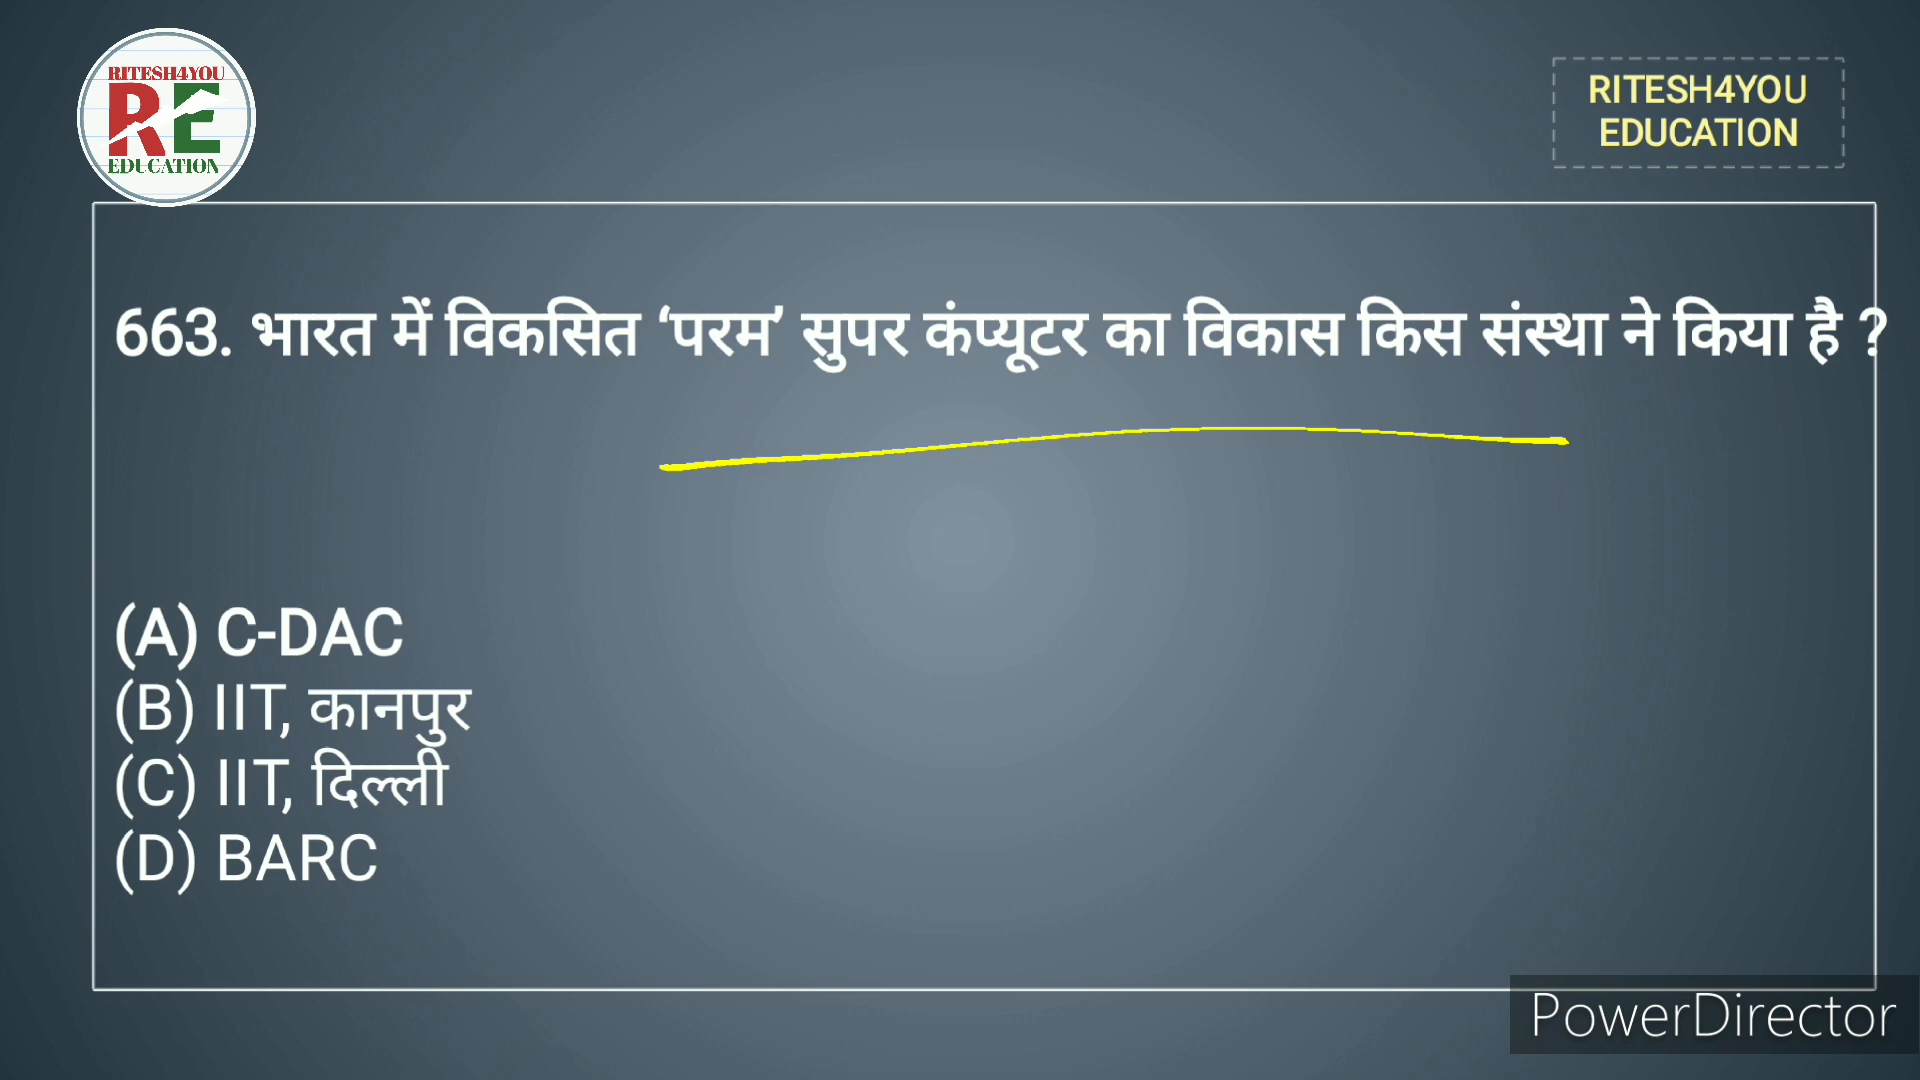 RITESH4YOU
RE
EDUCATION
RITESH4YOU
EDUCATION
663. भारत में विकसित ‘परम’ सुपर कंप्यूटर का विकास किस संस्था ने किया है ?
(A) C-DAC
(B) IIT, कानपुर
(C) IIT, दिल्ली
(D) BARC
PowerDirector